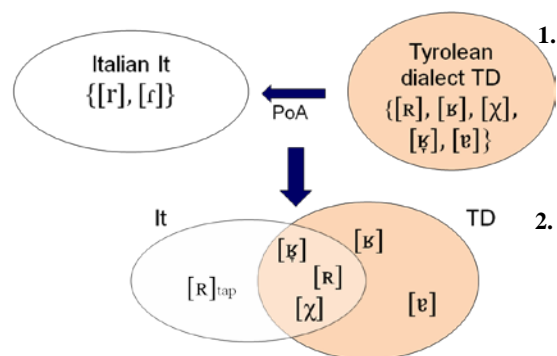 1.
Italian It
{[r], [ɾ]}
Tyrolean
dialect TD
{[ʀ], [ʁ], [χ],
[ʁ̞], [ɐ]}
PoA
It
TD
2.
[ʁ̞]
[ʁ]
[ʀ]tap
[ʀ]
[χ]
[ɐ]